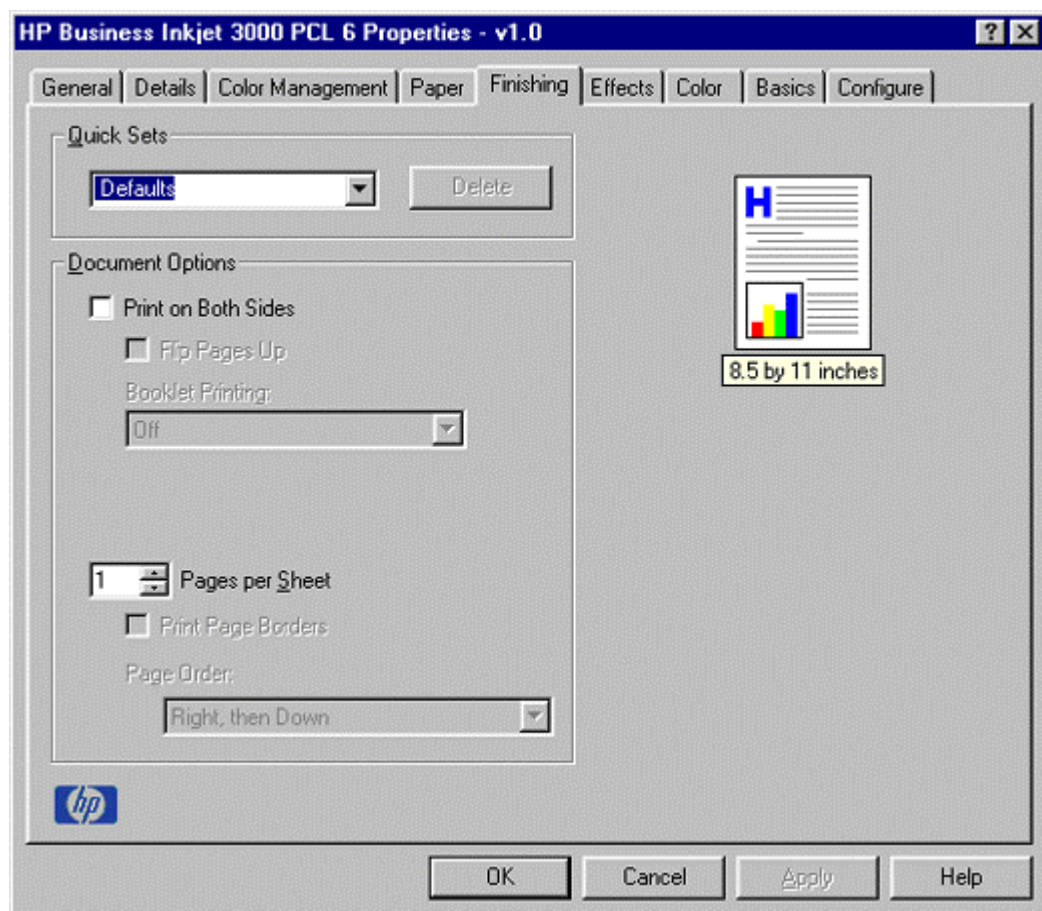 HP Business Inkjet 3000 PCL 6 Properties - v1.0
General Details Color Management Paper Finishing Effects Color Basics Configure
Quick Sets
Defaults Delete
H
8.5 by 11 inches
Document Options
Print on Both Sides
Flip Pages Up
Booklet Printing:
Off
1 Pages per Sheet
Print Page Borders
Page Order:
Right, then Down
hp
OK Cancel Apply Help